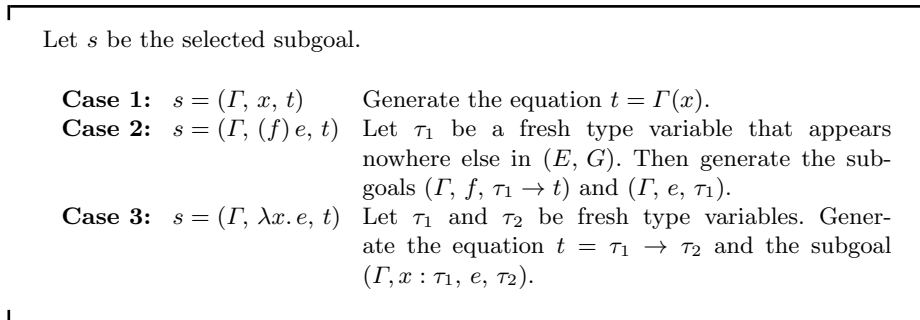 Let s be the selected subgoal.
Case 1: s = (Γ, x, t) Generate the equation t = Γ(x).
Case 2: s = (Γ, (f) e, t) Let τ₁ be a fresh type variable that appears
nowhere else in (E, G). Then generate the sub-
goals (Γ, f, τ₁ → t) and (Γ, e, τ₁).
Case 3: s = (Γ, λx. e, t) Let τ₁ and τ₂ be fresh type variables. Gener-
ate the equation t = τ₁ → τ₂ and the subgoal
(Γ, x : τ₁, e, τ₂).